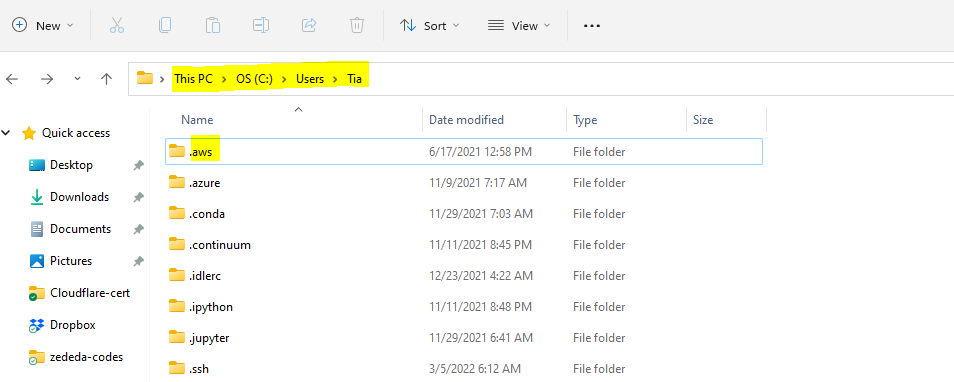 New Sort View
This PC > OS (C:) > Users > Tia
Name Date modified Type Size
Quick access
Desktop
Downloads
Documents
Pictures
Cloudflare-cert
Dropbox
zededa-codes
.aws 6/17/2021 12:58 PM File folder
.azure 11/9/2021 7:17 AM File folder
.conda 11/29/2021 7:03 AM File folder
.continuum 11/11/2021 8:45 PM File folder
.idlerc 12/23/2021 4:22 AM File folder
.ipython 11/11/2021 8:48 PM File folder
.jupyter 11/29/2021 6:41 AM File folder
.ssh 3/5/2022 6:12 AM File folder